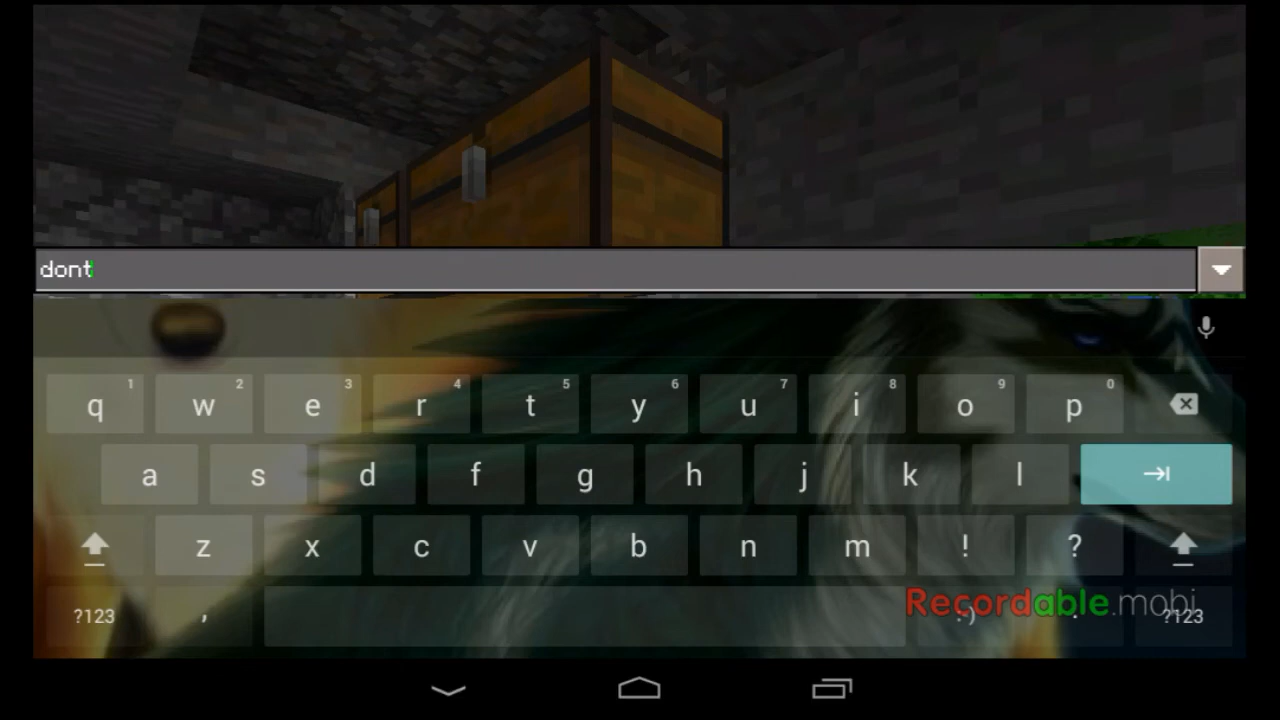 dont
q 1 w 2 e 3 r 4 t 5 y 6 u 7 i 8 o 9 p 0
a s d f g h j k l
z x c v b n m ! ?
?123 , :-) . ?123
Recordable.mobi